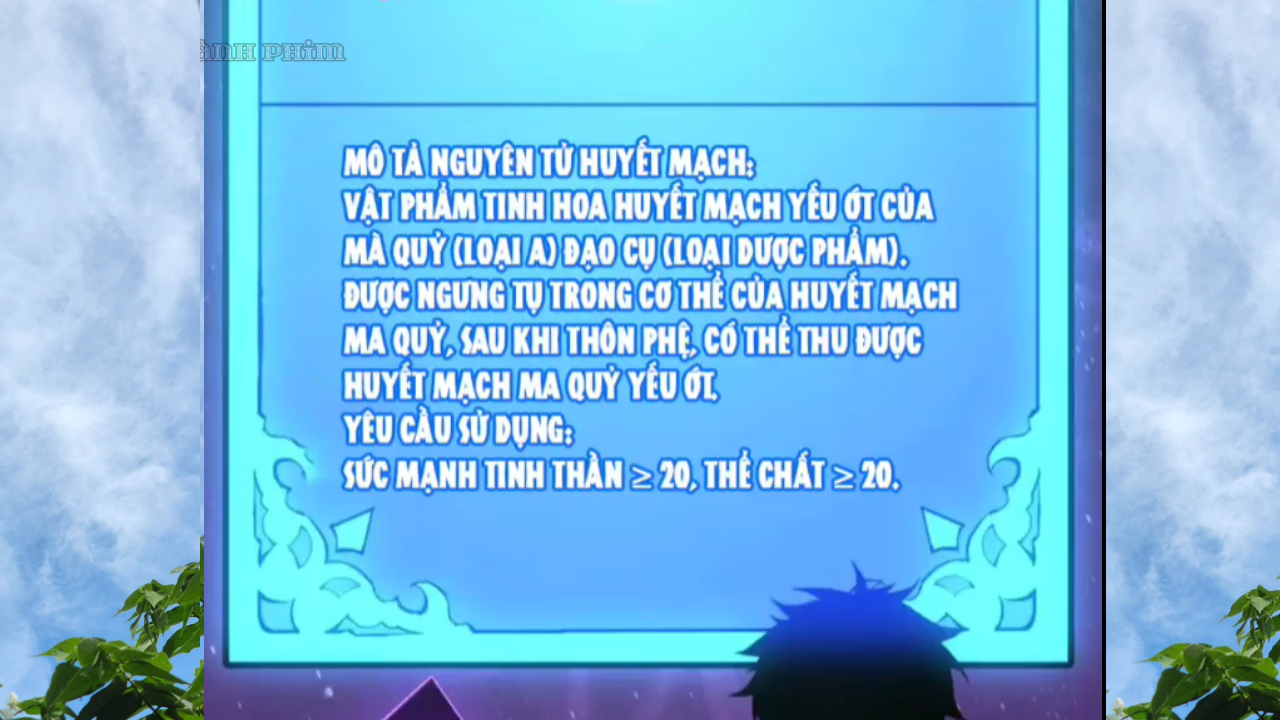 ành phim
MÔ TẢ NGUYÊN TỬ HUYẾT MẠCH:
VẬT PHẨM TINH HOA HUYẾT MẠCH YẾU ỚT CỦA
MÀ QUỶ (LOẠI A) ĐẠO CỤ (LOẠI DƯỢC PHẨM).
ĐƯỢC NGƯNG TỤ TRONG CƠ THỂ CỦA HUYẾT MẠCH
MA QUỶ, SAU KHI THÔN PHỆ, CÓ THỂ THU ĐƯỢC
HUYẾT MẠCH MA QUỶ YẾU ỚT,
YÊU CẦU SỬ DỤNG:
SỨC MẠNH TINH THẦN ≥ 20, THỂ CHẤT ≥ 20.